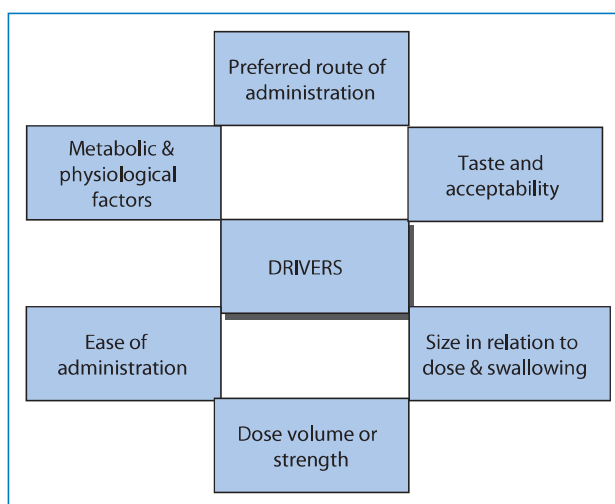 Preferred route of
administration
Metabolic &
physiological
factors
Taste and
acceptability
DRIVERS
Ease of
administration
Size in relation to
dose & swallowing
Dose volume or
strength